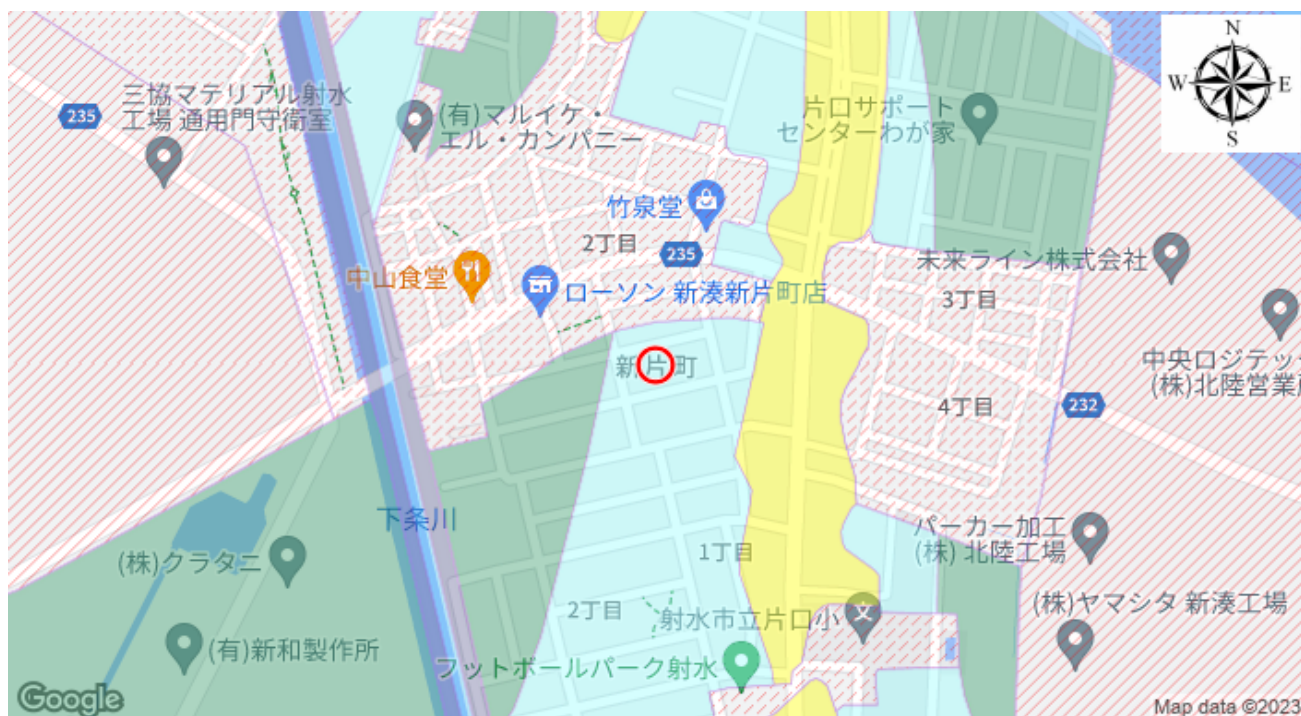 N
W
E
S
235
三協マテリアル射水
工場 通用門守衛室
(有)マルイケ・
エル・カンパニー
片口サポート
センターわが家
竹泉堂
2丁目
235
中山食堂
ローソン 新湊新片町店
未来ライン株式会社
3丁目
新片町
中央ロジテッ
(株)北陸営業
4丁目
232
下条川
(株)クラタニ
1丁目
パーカー加工
(株) 北陸工場
2丁目
射水市立片口小
(株)ヤマシタ 新湊工場
(有)新和製作所
フットボールパーク射水
Google
Map data ©2023